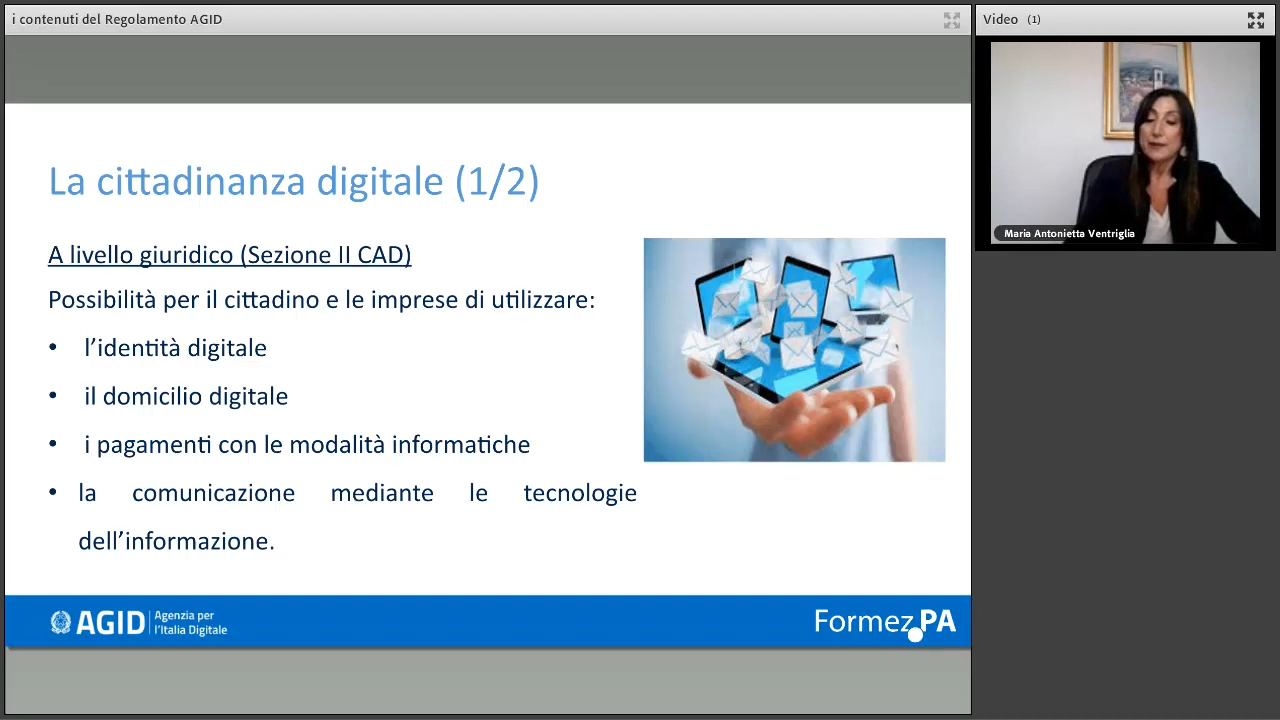 i contenuti del Regolamento AGID
Video (1)
Maria Antonietta Ventriglia
La cittadinanza digitale (1/2)
A livello giuridico (Sezione II CAD)
Possibilità per il cittadino e le imprese di utilizzare:
• l’identità digitale
• il domicilio digitale
• i pagamenti con le modalità informatiche
• la comunicazione mediante le tecnologie
dell’informazione.
AGID Agenzia per
l’Italia Digitale
Formez.PA